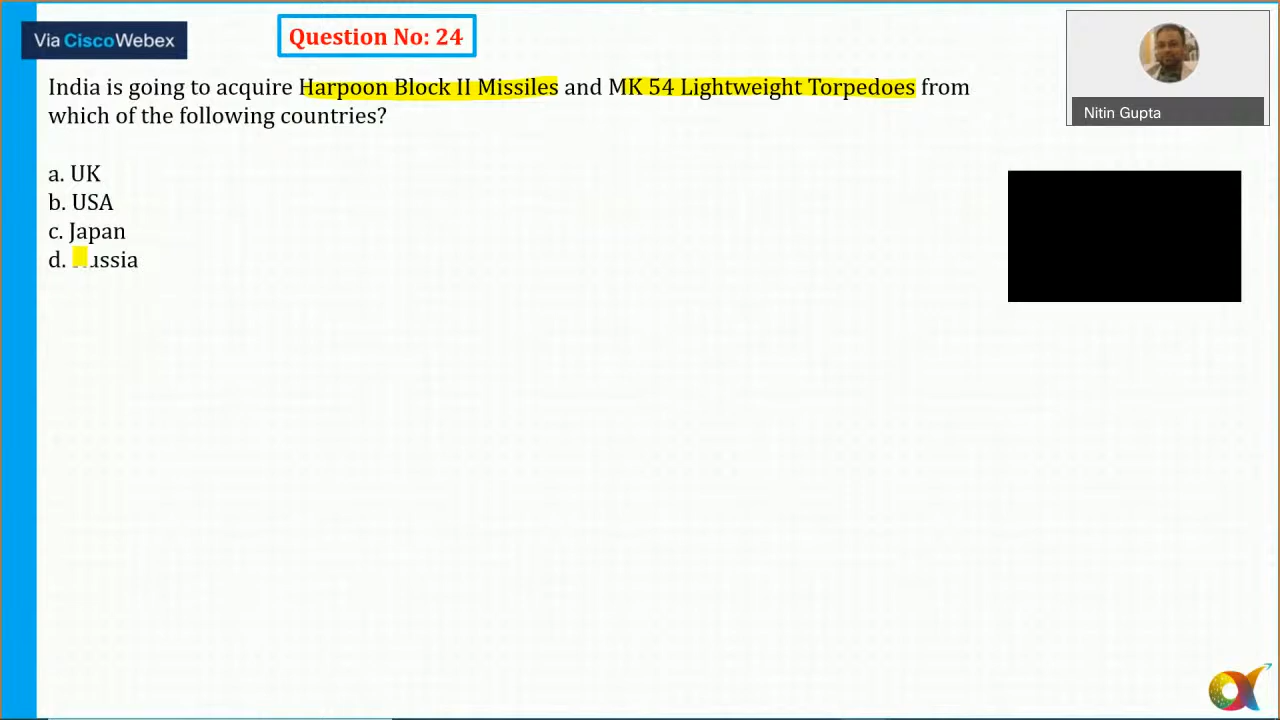 Via CiscoWebex
Question No: 24
India is going to acquire Harpoon Block II Missiles and MK 54 Lightweight Torpedoes from
which of the following countries?
a. UK
b. USA
c. Japan
d. Russia
Nitin Gupta